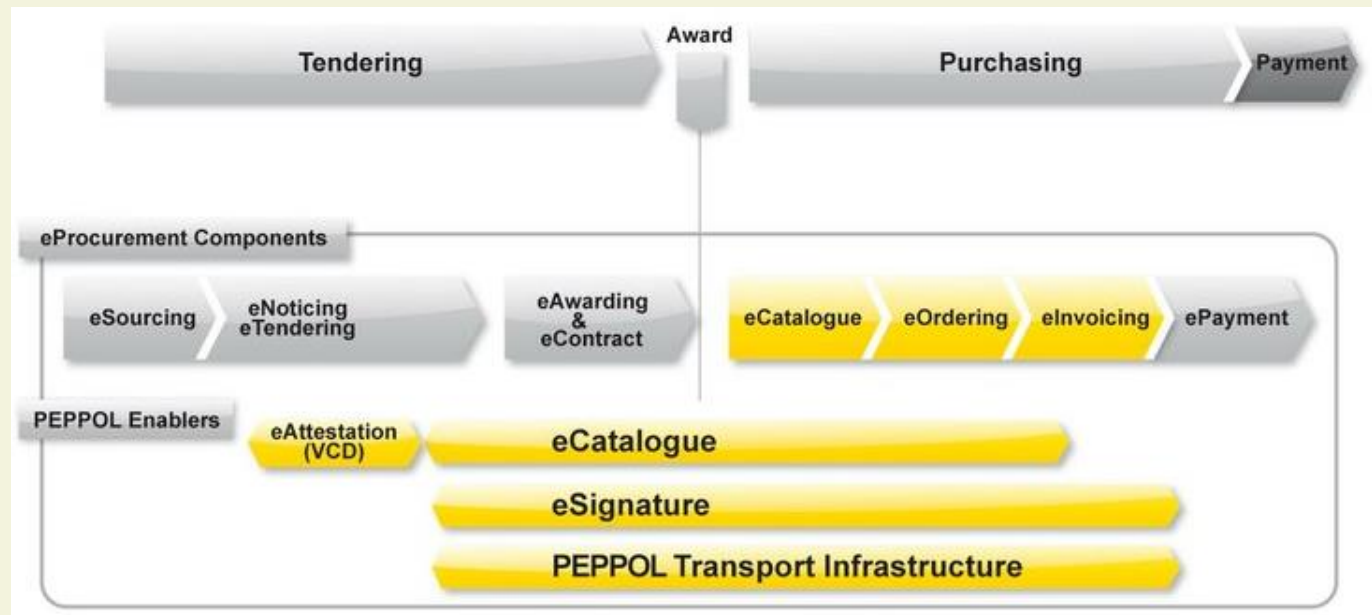 Tendering
Award
Purchasing
Payment
eProcurement Components
eSourcing
eNoticing
eTendering
eAwarding
&
eContract
eCatalogue
eOrdering
eInvoicing
ePayment
PEPPOL Enablers
eAttestation
(VCD)
eCatalogue
eSignature
PEPPOL Transport Infrastructure